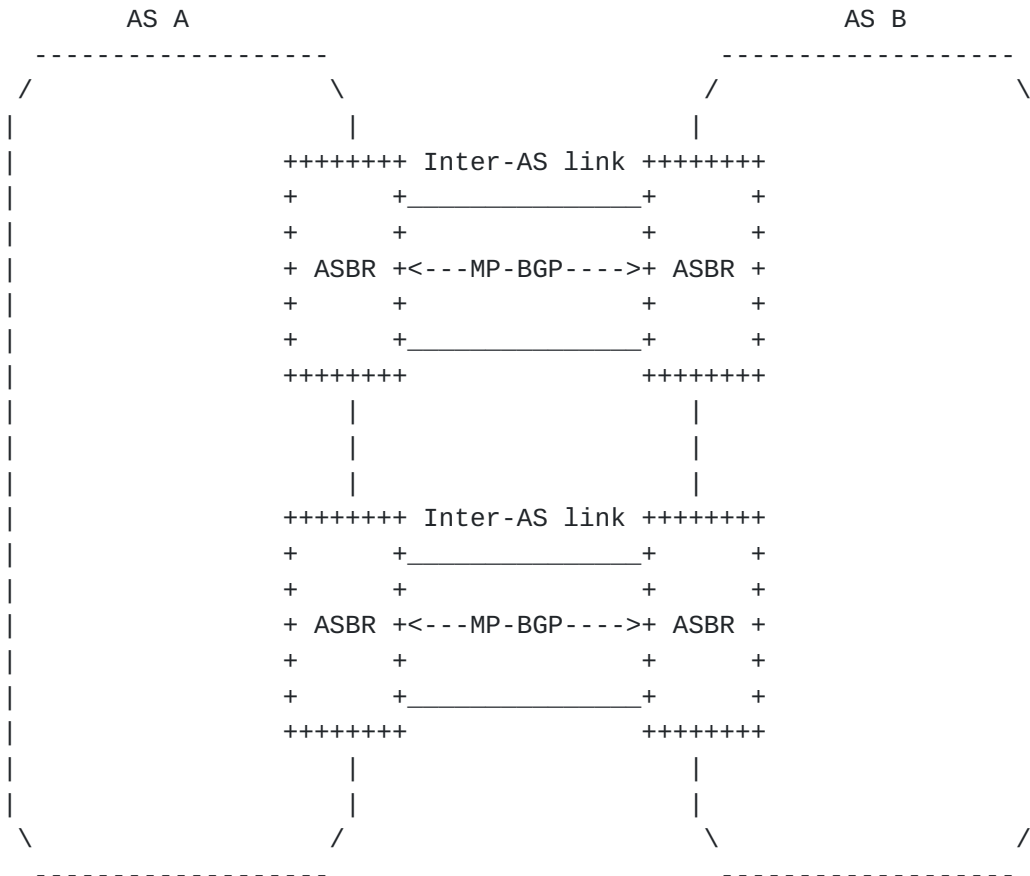 AS A AS B
Inter-AS link
ASBR <---MP-BGP----> ASBR
Inter-AS link
ASBR <---MP-BGP----> ASBR